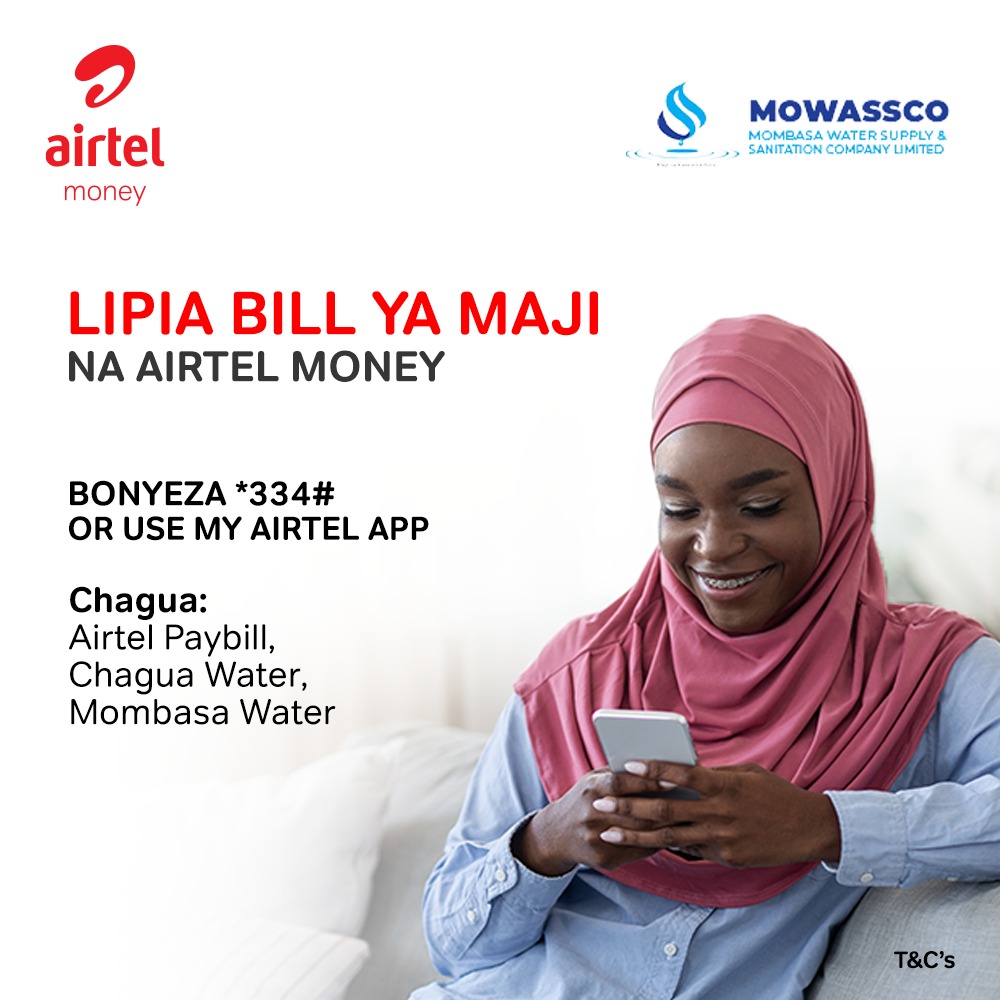 airtel
money
MOWASSCO
MOMBASA WATER SUPPLY &
SANITATION COMPANY LIMITED
LIPIA BILL YA MAJI
NA AIRTEL MONEY
BONYEZA *334#
OR USE MY AIRTEL APP
Chagua:
Airtel Paybill,
Chagua Water,
Mombasa Water
T&C's